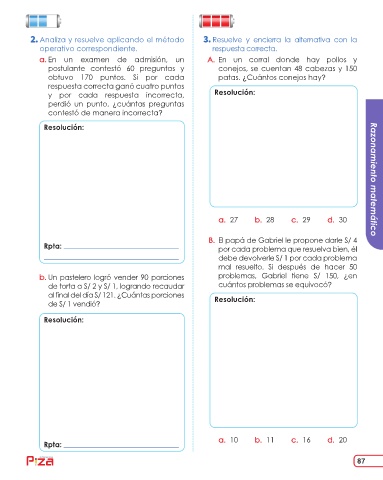 2. Analiza y resuelve aplicando el método
operativo correspondiente.
a. En un examen de admisión, un
postulante contestó 60 preguntas y
obtuvo 170 puntos. Si por cada
respuesta correcta ganó cuatro puntos
y por cada respuesta incorrecta,
perdió un punto, ¿cuántas preguntas
contestó de manera incorrecta?
Resolución:
Rpta:
b. Un pastelero logró vender 90 porciones
de torta a S/ 2 y S/ 1, logrando recaudar
al final del día S/ 121. ¿Cuántas porciones
de S/ 1 vendió?
Resolución:
Rpta:
3. Resuelve y encierra la alternativa con la
respuesta correcta.
A. En un corral donde hay pollos y
conejos, se cuentan 48 cabezas y 150
patas. ¿Cuántos conejos hay?
Resolución:
a. 27 b. 28 c. 29 d. 30
B. El papá de Gabriel le propone darle S/ 4
por cada problema que resuelva bien, él
debe devolverle S/ 1 por cada problema
mal resuelto. Si después de hacer 50
problemas, Gabriel tiene S/ 150, ¿en
cuántos problemas se equivocó?
Resolución:
a. 10 b. 11 c. 16 d. 20
Razonamiento matemático
Pizza
87